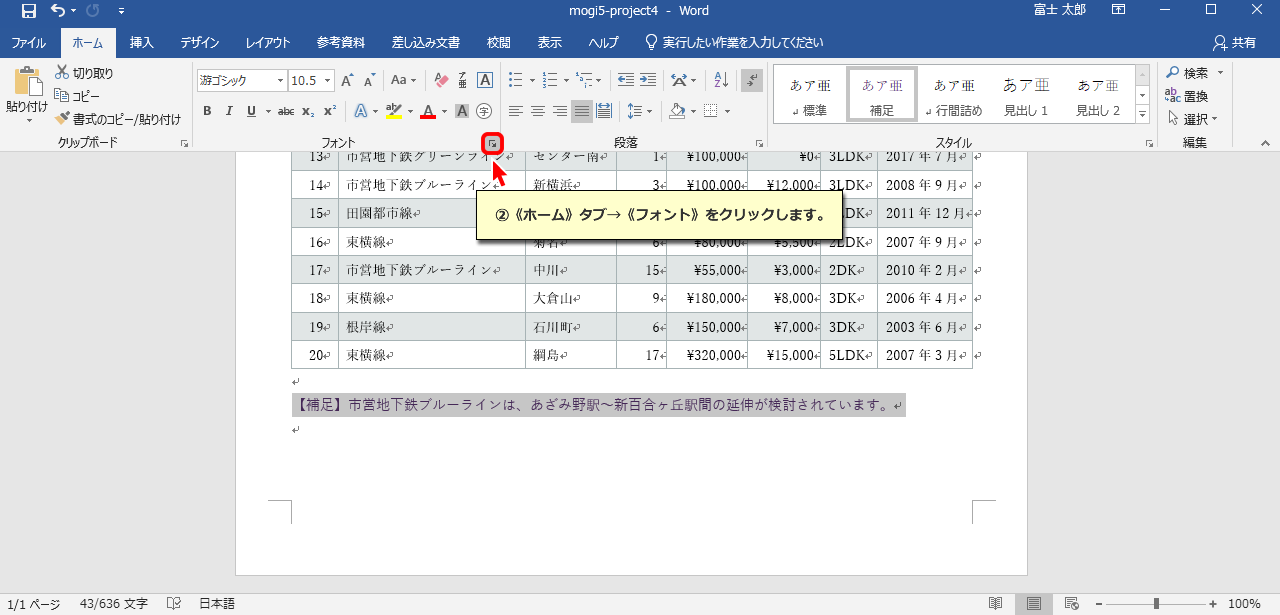 mogi5-project4 - Word
富士 太郎
ファイル ホーム 挿入 デザイン レイアウト 参考資料 差し込み文書 校閲 表示 ヘルプ 実行したい作業を入力してください 共有
貼り付け
切り取り
コピー
書式のコピー/貼り付け
クリップボード
游ゴシック 10.5
フォント
段落
あア亜 標準
あア亜 補足
あア亜 行間詰め
あア亜 見出し 1
あア亜 見出し 2
スタイル
検索
置換
選択
編集
13 市営地下鉄グリーンライン センター南 1 ¥100,000 ¥0 3LDK 2017 年 7 月
14 市営地下鉄ブルーライン 新横浜 3 ¥100,000 ¥12,000 3LDK 2008 年 9 月
②《ホーム》タブ→《フォント》をクリックします。
15 田園都市線 LDK 2011 年 12 月
16 東横線 菊名 6 ¥80,000 ¥5,500 2LDK 2007 年 9 月
17 市営地下鉄ブルーライン 中川 15 ¥55,000 ¥3,000 2DK 2010 年 2 月
18 東横線 大倉山 9 ¥180,000 ¥8,000 3DK 2006 年 4 月
19 根岸線 石川町 6 ¥150,000 ¥7,000 3DK 2003 年 6 月
20 東横線 綱島 17 ¥320,000 ¥15,000 5LDK 2007 年 3 月
【補足】市営地下鉄ブルーラインは、あざみ野駅～新百合ヶ丘駅間の延伸が検討されています。
1/1 ページ 43/636 文字 日本語 100%